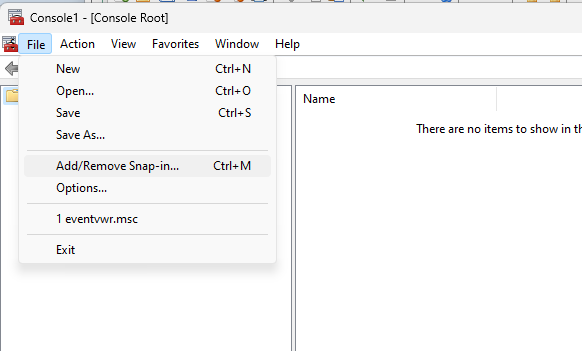 Console1 - [Console Root]
File Action View Favorites Window Help
New Ctrl+N
Open... Ctrl+O
Save Ctrl+S
Save As...
Add/Remove Snap-in... Ctrl+M
Options...
1 eventvwr.msc
Exit
Name
There are no items to show in th